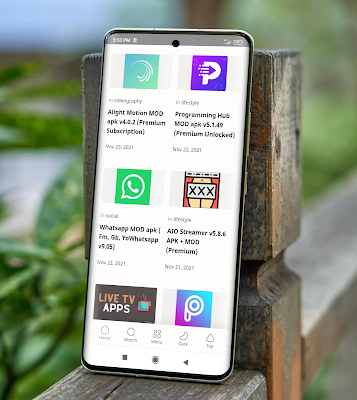 5:53 PM
in videography
in lifestyle
Alight Motion MOD
apk v4.0.2 (Premium
Subscription)
Programming Hub
MOD apk v5.1.49
(Premium Unlocked)
Nov 23, 2021
Nov 22, 2021
XXX
in social
in lifestyle
Whatsapp MOD apk (
Fm, Gb, YoWhatsapp
v9.05)
AIO Streamer v5.8.6
APK + MOD
(Premium)
Nov 22, 2021
Nov 21, 2021
LIVE TV
APPS
Home
Search
Menu
Dark
Top